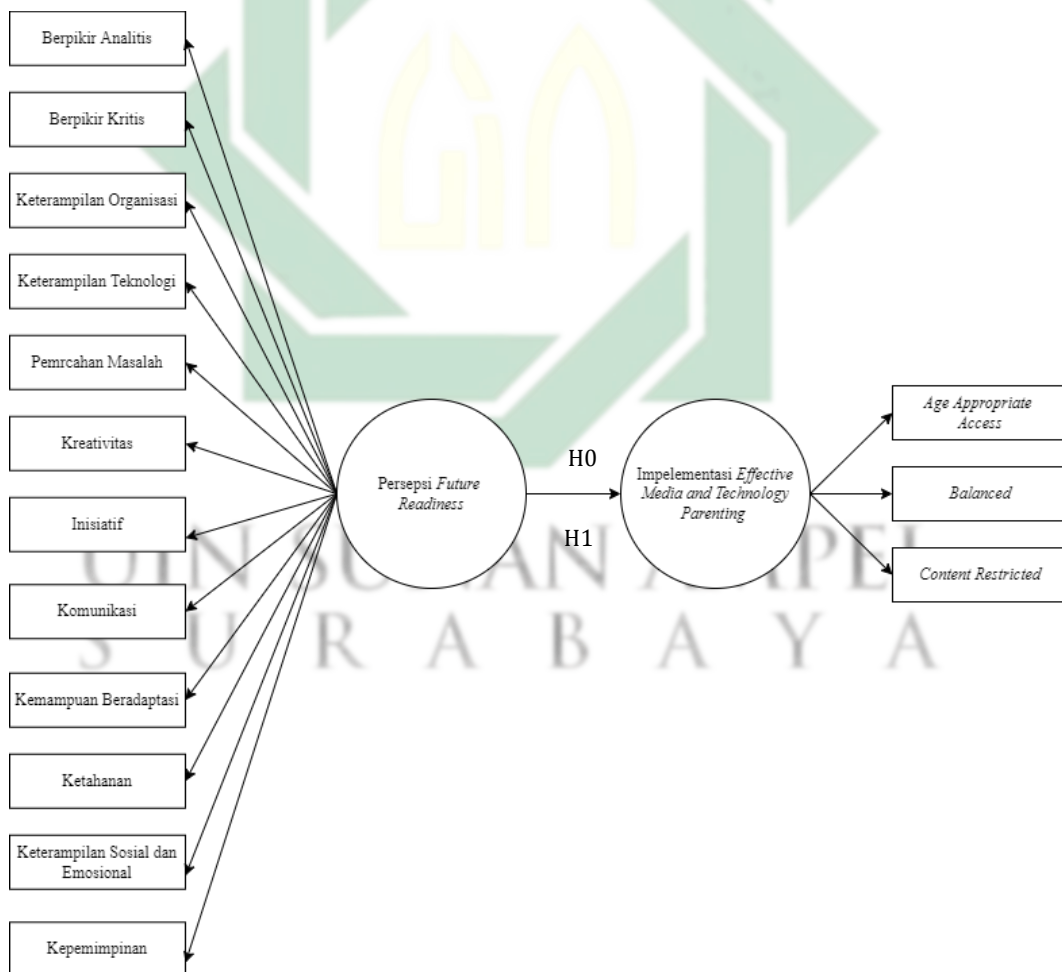 Berpikir Analitis
Berpikir Kritis
Keterampilan Organisasi
Keterampilan Teknologi
Pemrcahan Masalah
Kreativitas
Inisiatif
Komunikasi
Kemampuan Beradaptasi
Ketahanan
Keterampilan Sosial dan
Emosional
Kepemimpinan
Persepsi Future
Readiness
H0
H1
Impelementasi Effective
Media and Technology
Parenting
Age Appropriate
Access
Balanced
Content Restricted
UIN SUNAN AMPEL
SURABAYA